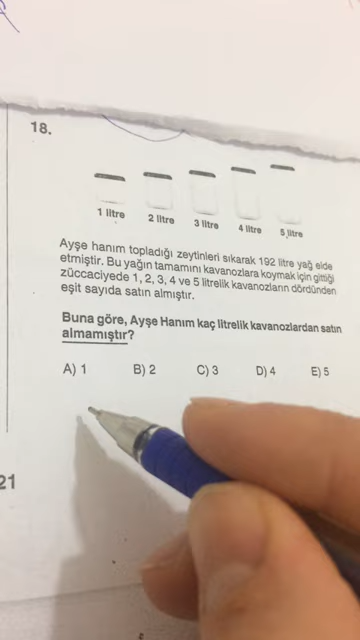 18.
1 litre
2 litre
3 litre
4 litre
5 litre
Ayşe hanım topladığı zeytinleri sıkarak 192 litre yağ elde
etmiştir. Bu yağın tamamını kavanozlara koymak için gittiği
züccaciyede 1, 2, 3, 4 ve 5 litrelik kavanozların dördünden
eşit sayıda satın almıştır.
Buna göre, Ayşe Hanım kaç litrelik kavanozlardan satın
almamıştır?
A) 1 B) 2 C) 3 D) 4 E) 5
21